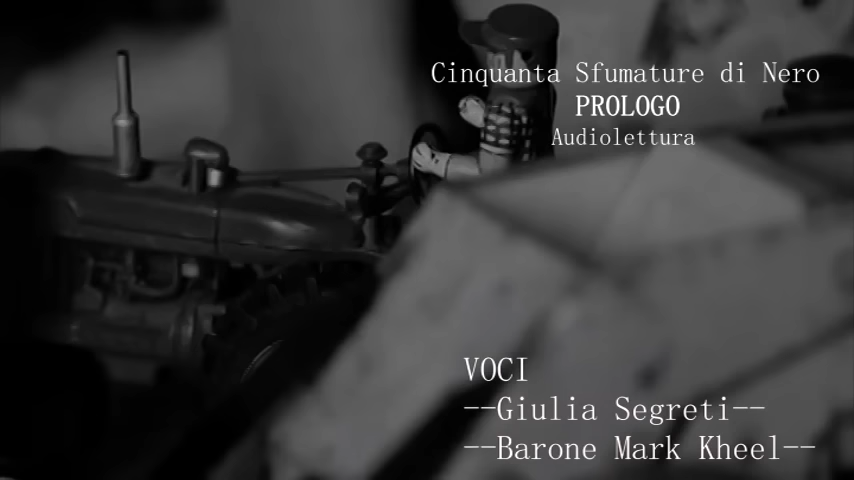 Cinquanta Sfumature di Nero
PROLOGO
Audiolettura
VOCI
--Giulia Segreti--
--Barone Mark Kheel--